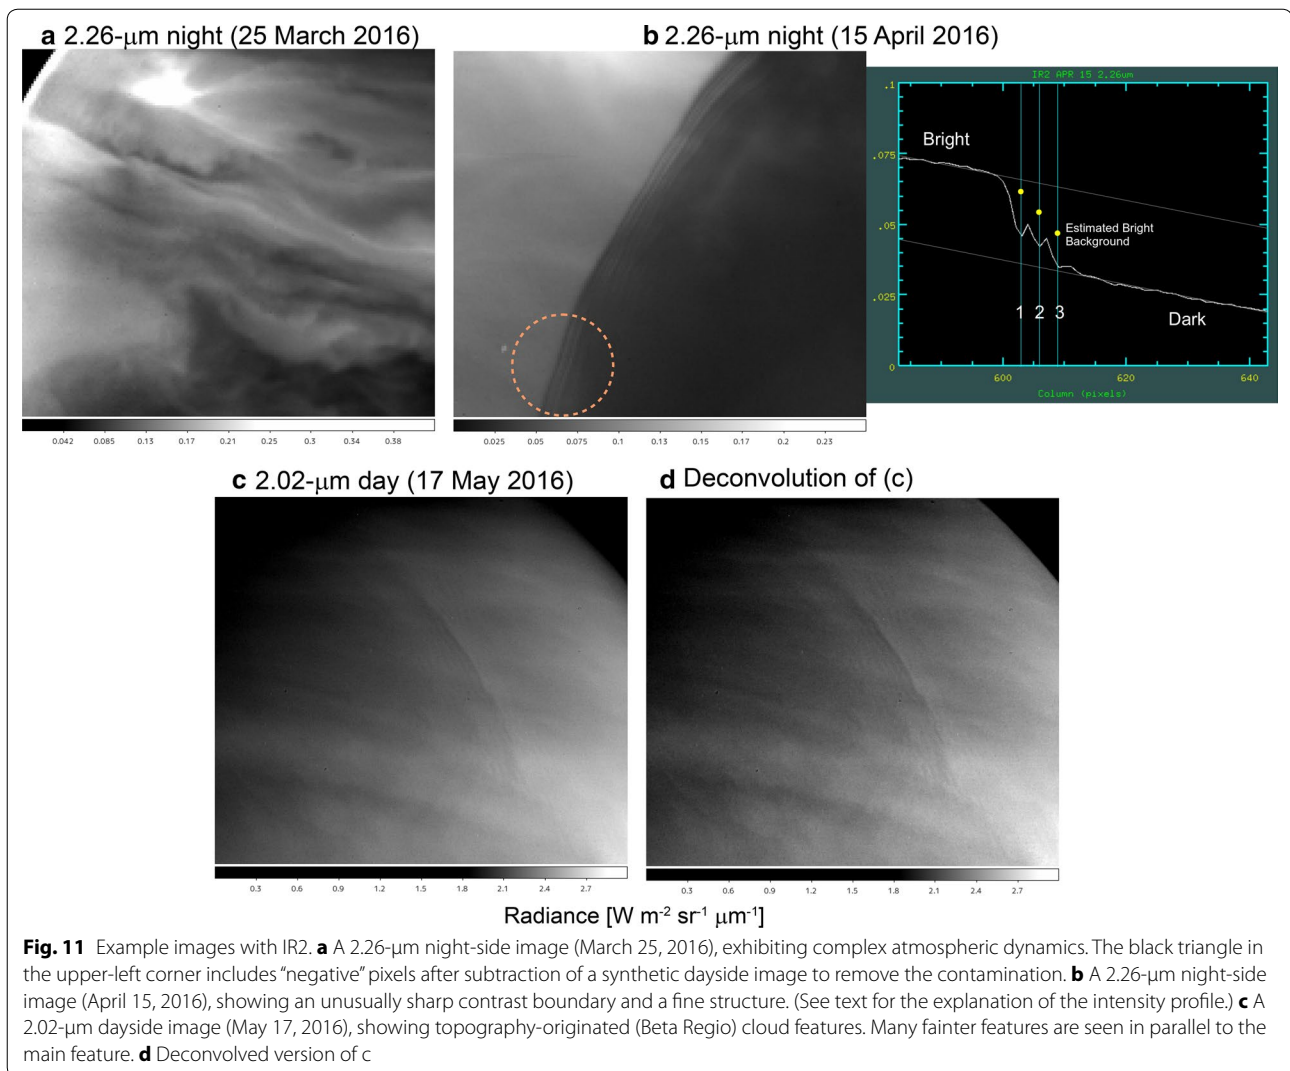 a 2.26-μm night (25 March 2016)
b 2.26-μm night (15 April 2016)
0.042 0.085 0.13 0.17 0.21 0.25 0.3 0.34 0.38
0.025 0.05 0.075 0.1 0.13 0.15 0.17 0.2 0.23
IR2 APR 15 2.26um
.1
Bright
.075
.05
Estimated Bright
Background
.025
1 2 3
Dark
0
600 620 640
Column (pixels)
c 2.02-μm day (17 May 2016)
d Deconvolution of (c)
0.3 0.6 0.9 1.2 1.5 1.8 2.1 2.4 2.7
0.3 0.6 0.9 1.2 1.5 1.8 2.1 2.4 2.7
Radiance [W m-2 sr-1 μm-1]
Fig. 11 Example images with IR2. a A 2.26-μm night-side image (March 25, 2016), exhibiting complex atmospheric dynamics. The black triangle in
the upper-left corner includes “negative” pixels after subtraction of a synthetic dayside image to remove the contamination. b A 2.26-μm night-side
image (April 15, 2016), showing an unusually sharp contrast boundary and a fine structure. (See text for the explanation of the intensity profile.) c A
2.02-μm dayside image (May 17, 2016), showing topography-originated (Beta Regio) cloud features. Many fainter features are seen in parallel to the
main feature. d Deconvolved version of c